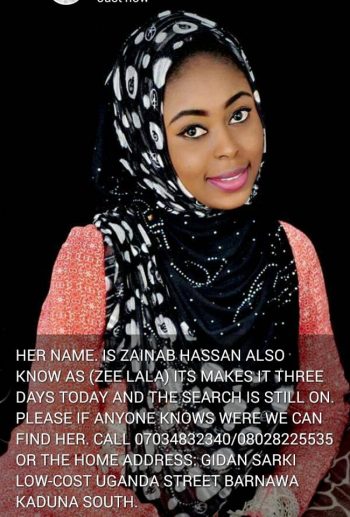 Just now
HER NAME. IS ZAINAB HASSAN ALSO
KNOW AS (ZEE LALA) ITS MAKES IT THREE
DAYS TODAY AND THE SEARCH IS STILL ON.
PLEASE IF ANYONE KNOWS WERE WE CAN
FIND HER. CALL 07034832340/08028225535
OR THE HOME ADDRESS: GIDAN SARKI
LOW-COST UGANDA STREET BARNAWA
KADUNA SOUTH.